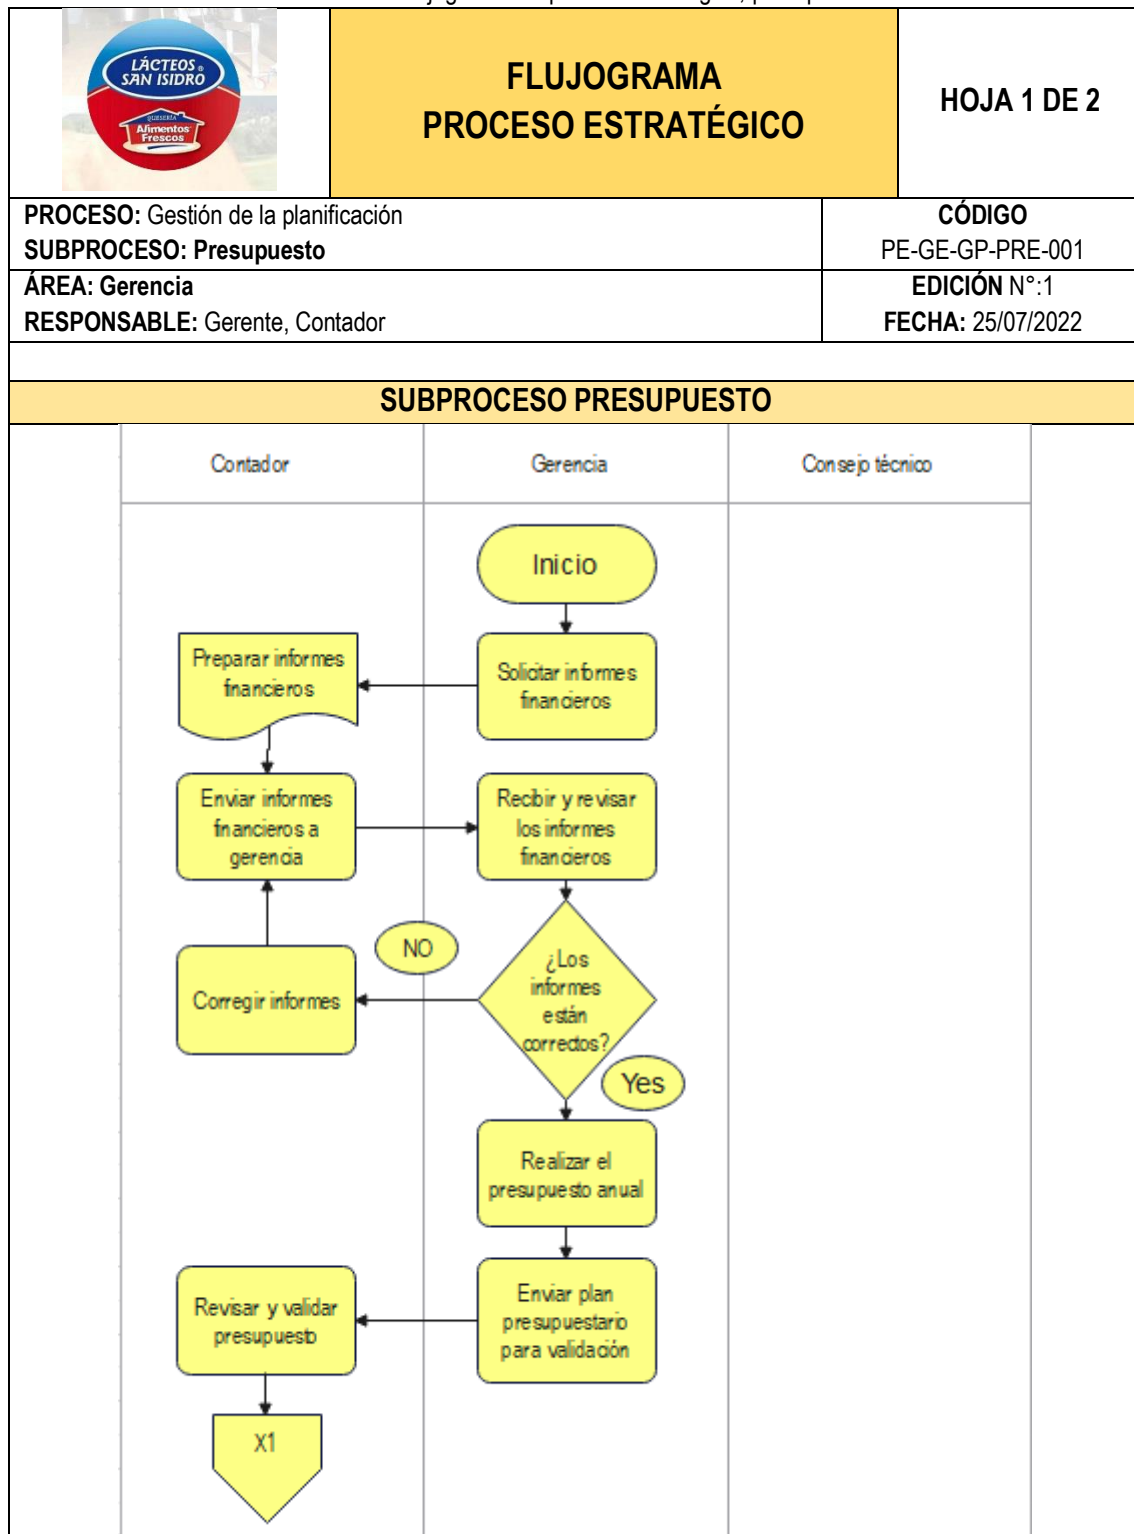 LÁCTEOS ®
SAN ISIDRO
QUESERÍA
Alimentos
Frescos
FLUJOGRAMA
PROCESO ESTRATÉGICO
HOJA 1 DE 2
PROCESO: Gestión de la planificación
SUBPROCESO: Presupuesto
CÓDIGO
PE-GE-GP-PRE-001
ÁREA: Gerencia
RESPONSABLE: Gerente, Contador
EDICIÓN N°:1
FECHA: 25/07/2022
SUBPROCESO PRESUPUESTO
Contador
Gerencia
Consejo técnico
Inicio
Solicitar informes
financieros
Preparar informes
financieros
Enviar informes
financieros a
gerencia
Recibir y revisar
los informes
financieros
¿Los
informes
están
correctos?
NO
Corregir informes
Yes
Realizar el
presupuesto anual
Enviar plan
presupuestario
para validación
Revisar y validar
presupuesto
X1